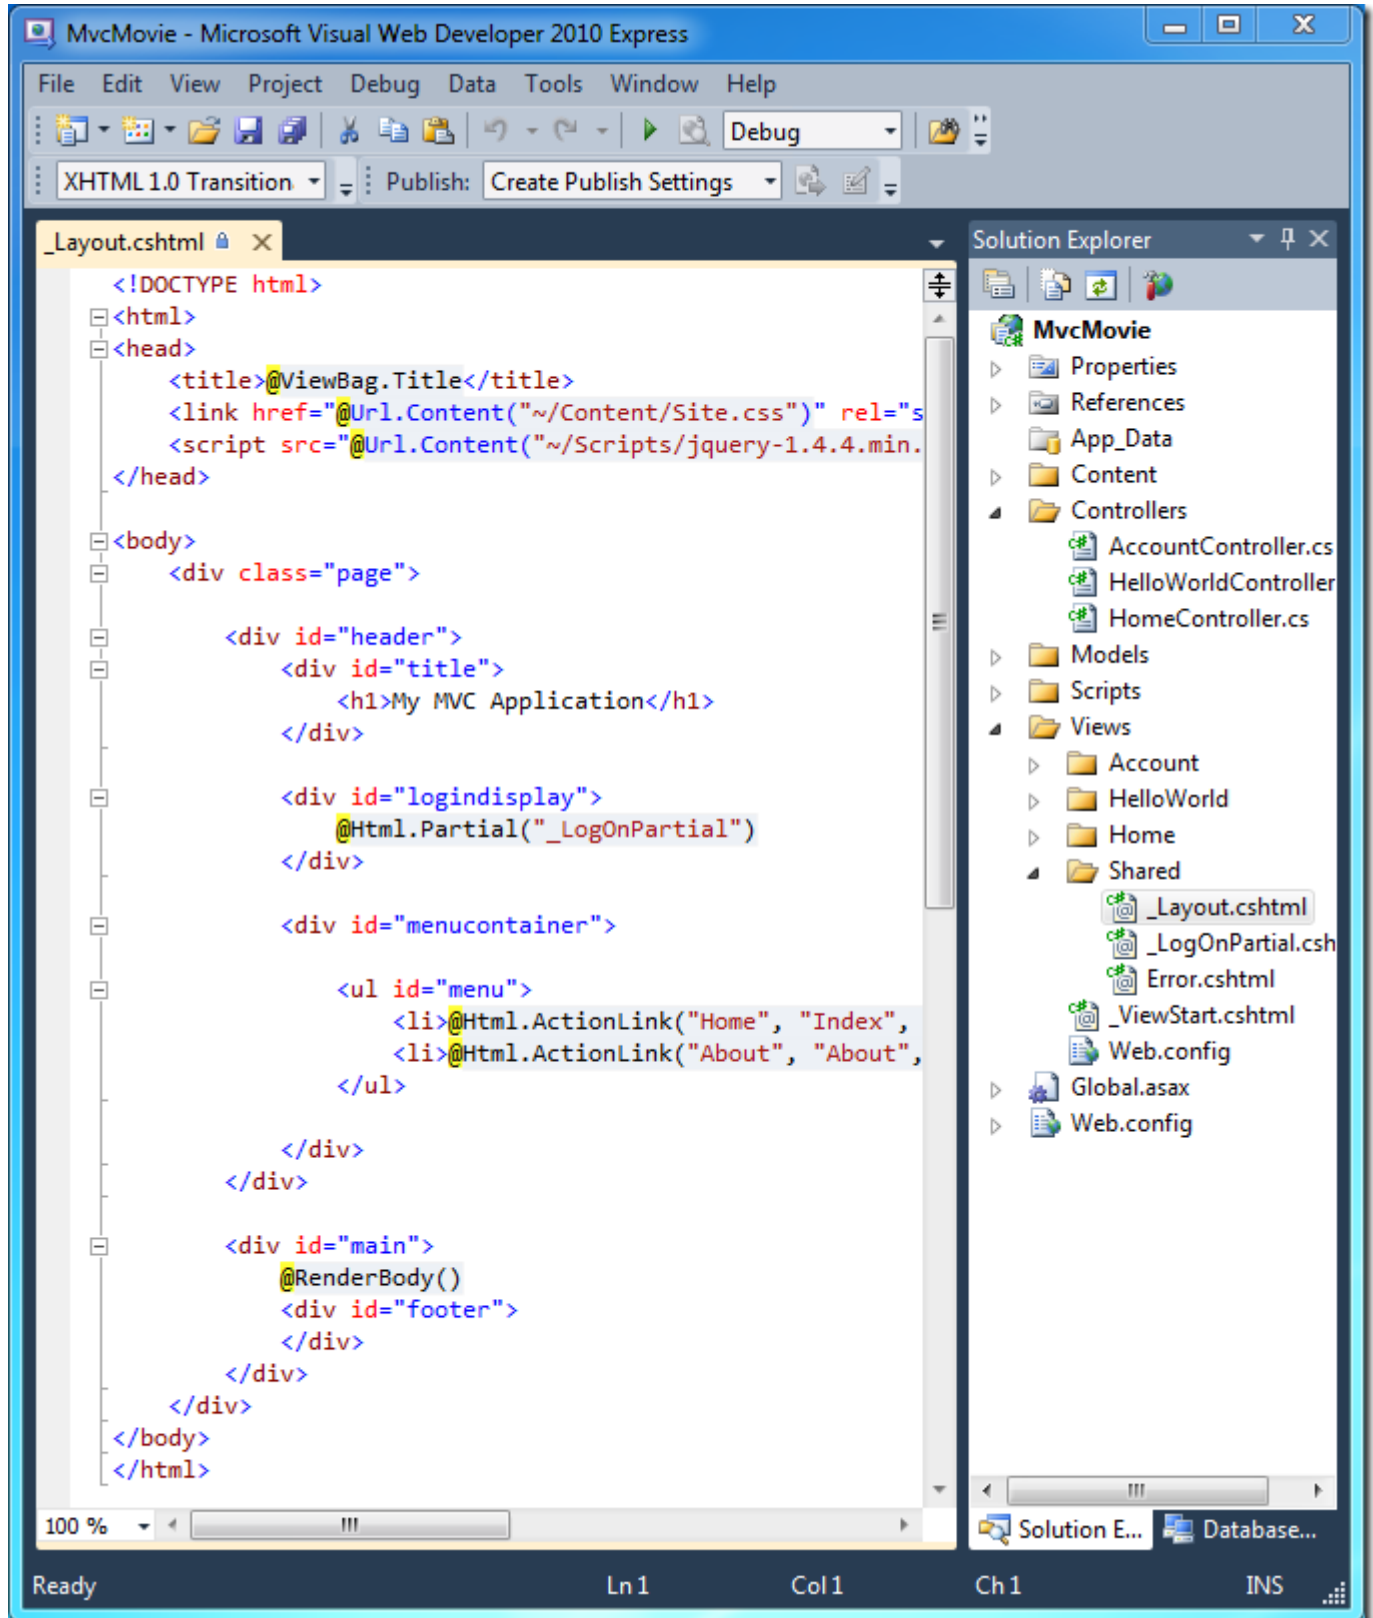 MvcMovie - Microsoft Visual Web Developer 2010 Express
File Edit View Project Debug Data Tools Window Help
Debug
XHTML 1.0 Transition Publish: Create Publish Settings
_Layout.cshtml
<!DOCTYPE html>
<html>
<head>
<title>@ViewBag.Title</title>
<link href="@Url.Content("~/Content/Site.css")" rel="s
<script src="@Url.Content("~/Scripts/jquery-1.4.4.min.
</head>
<body>
<div class="page">
<div id="header">
<div id="title">
<h1>My MVC Application</h1>
</div>
<div id="logindisplay">
@Html.Partial("_LogOnPartial")
</div>
<div id="menucontainer">
<ul id="menu">
<li>@Html.ActionLink("Home", "Index",
<li>@Html.ActionLink("About", "About",
</ul>
</div>
</div>
<div id="main">
@RenderBody()
<div id="footer">
</div>
</div>
</div>
</body>
</html>
100 %
Solution Explorer
MvcMovie
Properties
References
App_Data
Content
Controllers
AccountController.cs
HelloWorldController
HomeController.cs
Models
Scripts
Views
Account
HelloWorld
Home
Shared
_Layout.cshtml
_LogOnPartial.csh
Error.cshtml
_ViewStart.cshtml
Web.config
Global.asax
Web.config
Solution E... Database...
Ready Ln 1 Col 1 Ch 1 INS